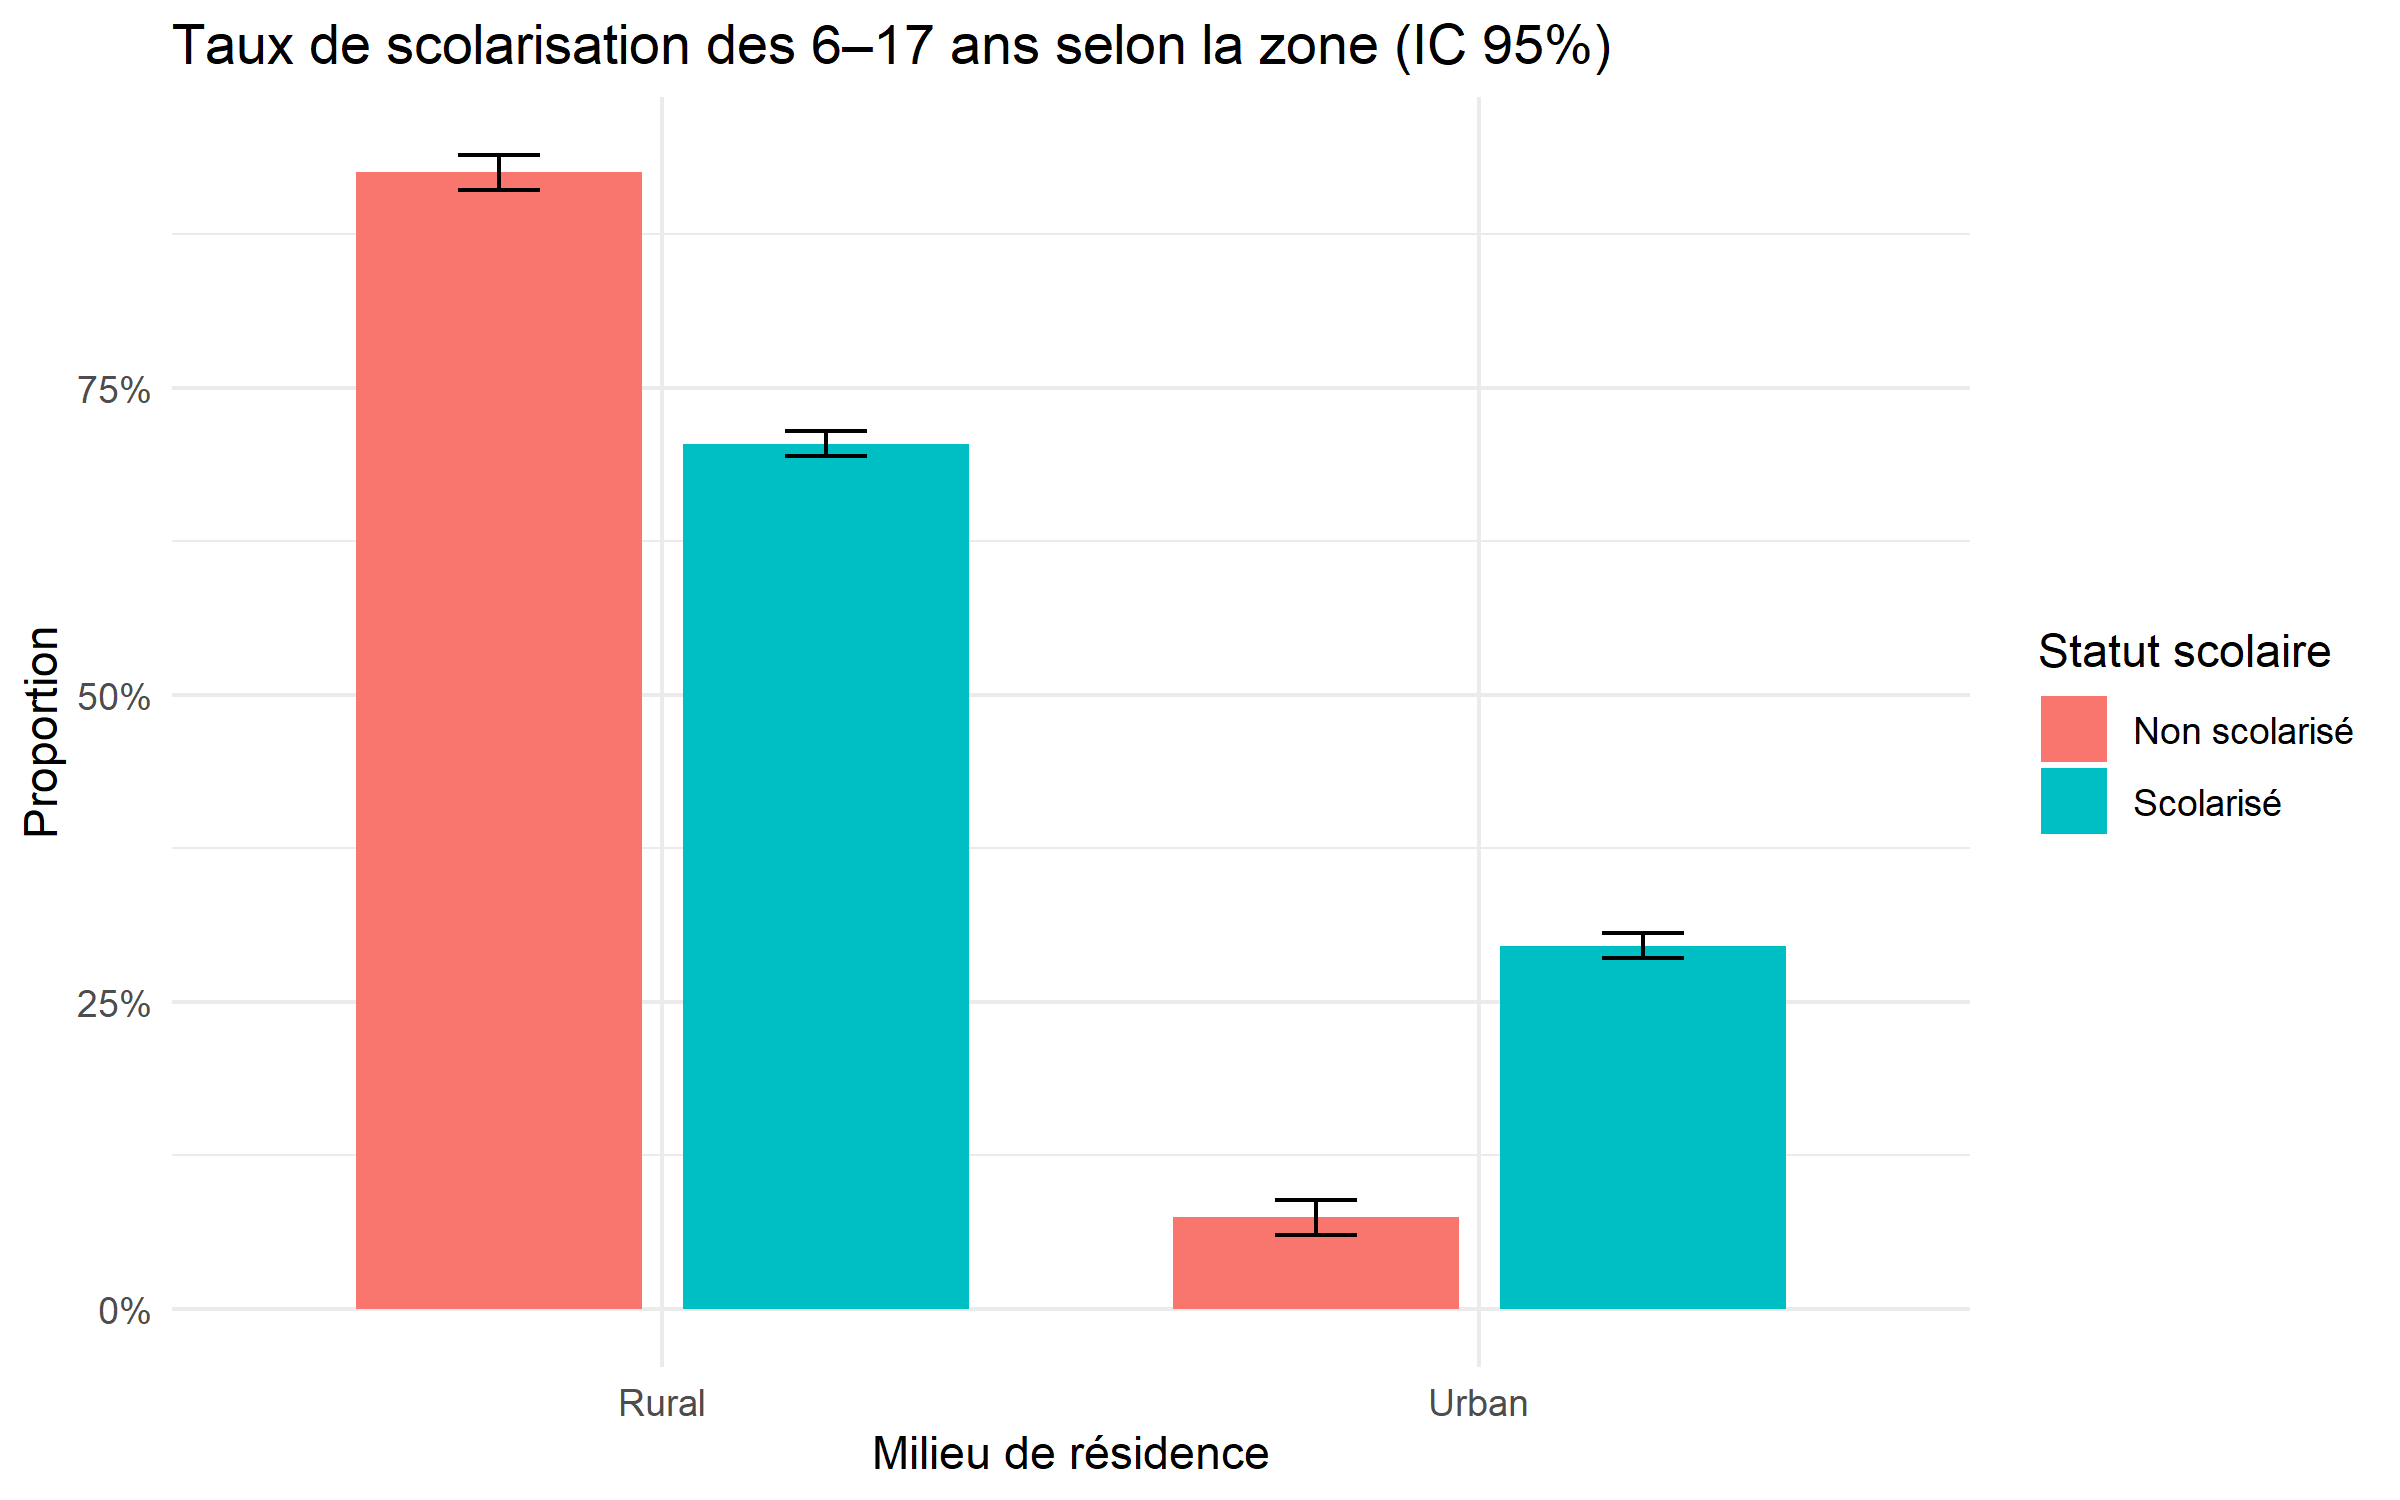 Taux de scolarisation des 6–17 ans selon la zone (IC 95%)
Proportion
75%
50%
25%
0%
Rural
Urban
Milieu de résidence
Statut scolaire
Non scolarisé
Scolarisé